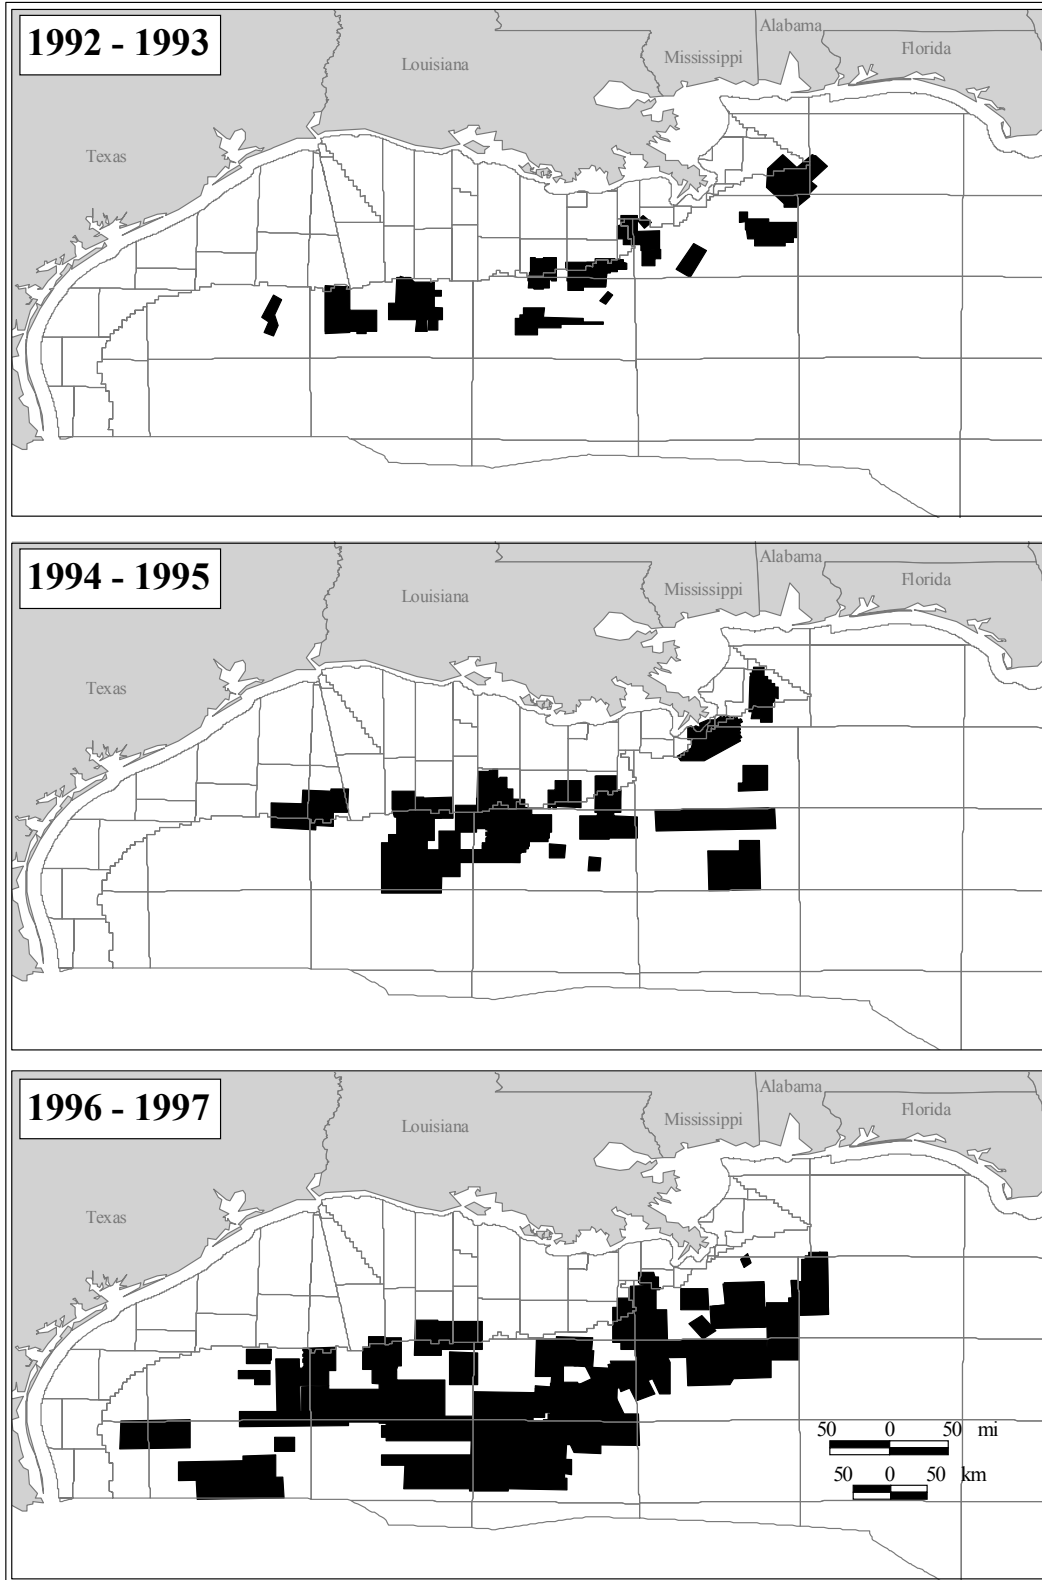 1992 - 1993
Alabama
Florida
Mississippi
Louisiana
Texas
1994 - 1995
Alabama
Florida
Mississippi
Louisiana
Texas
1996 - 1997
Alabama
Florida
Mississippi
Louisiana
Texas
50 0 50 mi
50 0 50 km